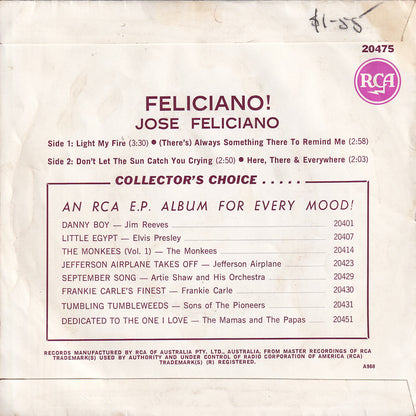 $1-55
20475
RCA
FELICIANO!
JOSE FELICIANO
Side 1: Light My Fire (3:30) ● (There's) Always Something There To Remind Me (2:58)
Side 2: Don't Let The Sun Catch You Crying (2:50) ● Here, There & Everywhere (2:03)
COLLECTOR'S CHOICE . . . . .
AN RCA E.P. ALBUM FOR EVERY MOOD!
DANNY BOY — Jim Reeves 20401
LITTLE EGYPT — Elvis Presley 20407
THE MONKEES (Vol. 1) — The Monkees 20414
JEFFERSON AIRPLANE TAKES OFF — Jefferson Airplane 20423
SEPTEMBER SONG — Artie Shaw and His Orchestra 20429
FRANKIE CARLE'S FINEST — Frankie Carle 20430
TUMBLING TUMBLEWEEDS — Sons of The Pioneers 20431
DEDICATED TO THE ONE I LOVE — The Mamas and The Papas 20451
RECORDS MANUFACTURED BY RCA OF AUSTRALIA PTY. LTD., AUSTRALIA, FROM MASTER RECORDINGS OF RCA
TRADEMARK(S) USED BY AUTHORITY AND UNDER CONTROL OF RADIO CORPORATION OF AMERICA (RCA)
TRADEMARK(S) (R) REGISTERED.
A968